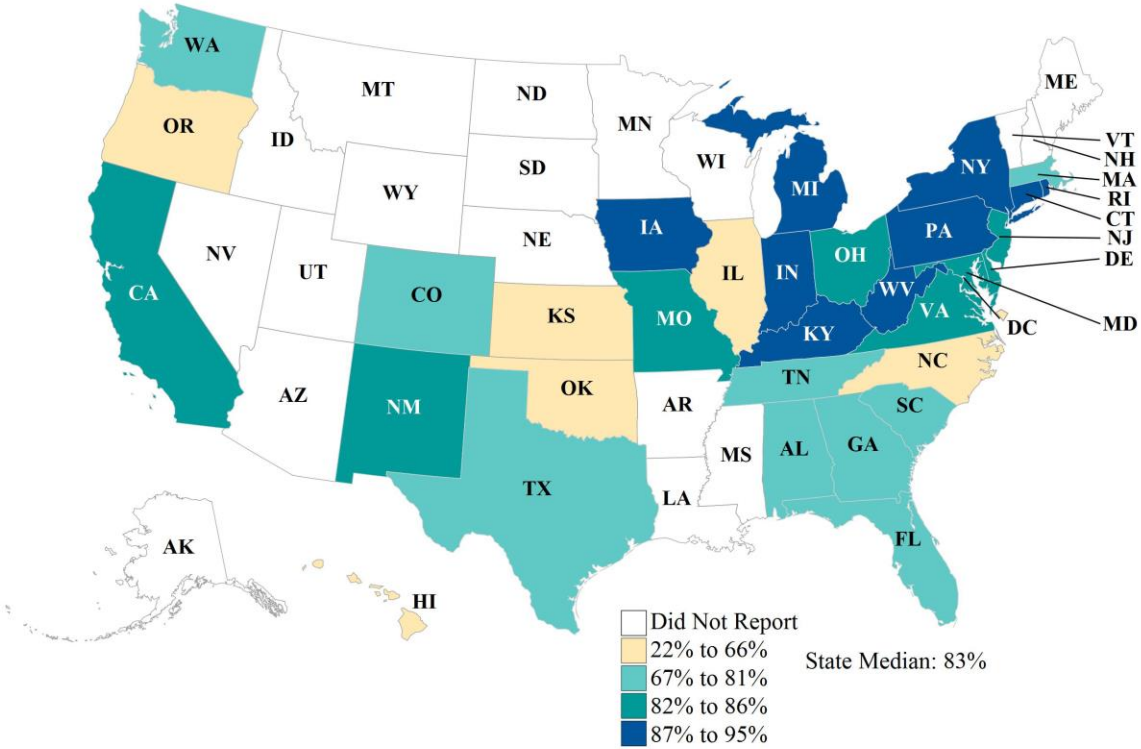 WA
MT
ND
MN
ME
OR
ID
SD
WI
MI
NY
VT
NH
MA
RI
CT
NJ
DE
MD
DC
WY
NV
UT
NE
IA
PA
CA
CO
KS
MO
IL
IN
OH
WV
VA
KY
AZ
NM
OK
AR
TN
NC
SC
TX
LA
MS
AL
GA
FL
AK
HI
Did Not Report
22% to 66%
67% to 81%
82% to 86%
87% to 95%
State Median: 83%